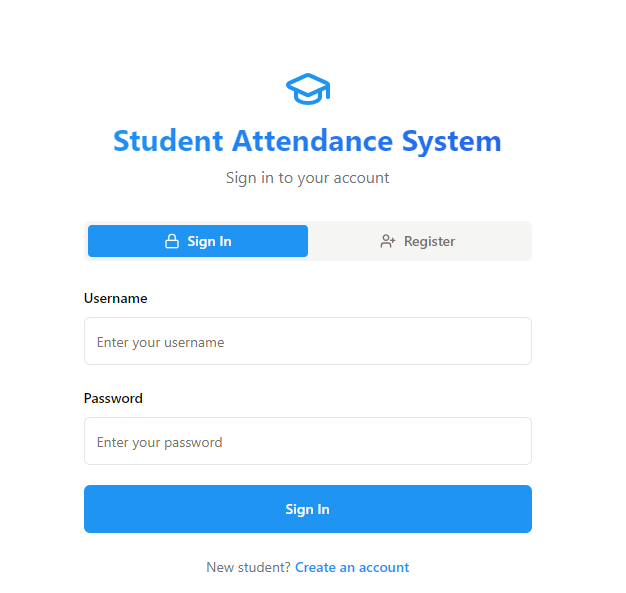 Student Attendance System
Sign in to your account
Sign In Register
Username
Enter your username
Password
Enter your password
Sign In
New student? Create an account